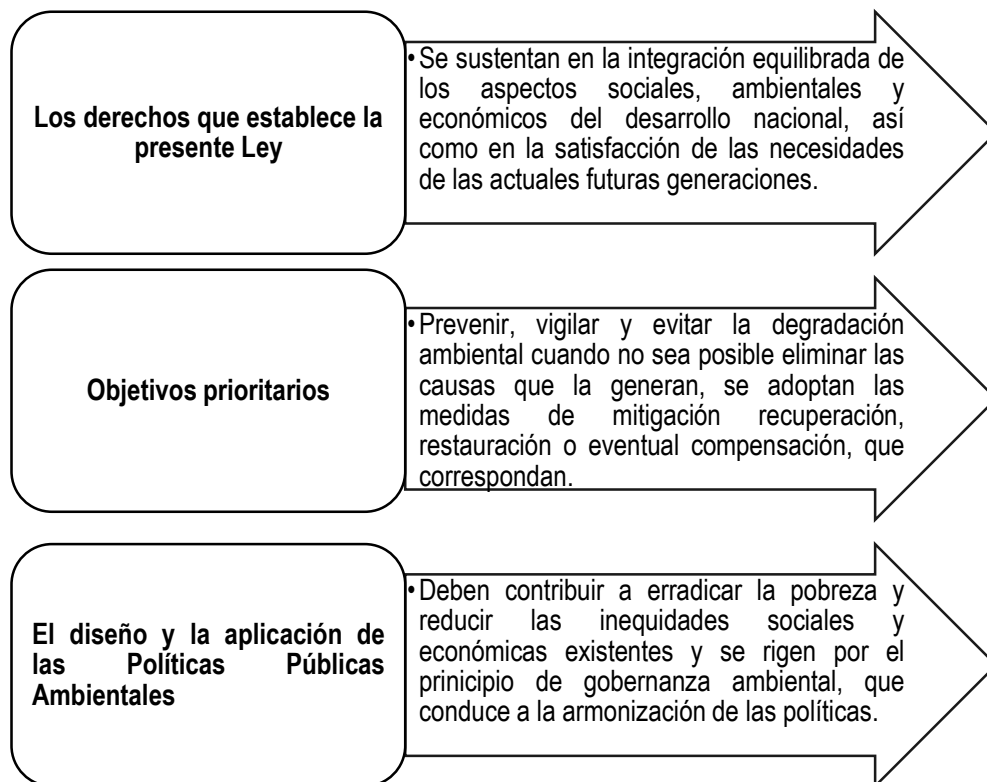 Los derechos que establece la
presente Ley
•Se sustentan en la integración equilibrada de
los aspectos sociales, ambientales y
económicos del desarrollo nacional, así
como en la satisfacción de las necesidades
de las actuales futuras generaciones.
Objetivos prioritarios
•Prevenir, vigilar y evitar la degradación
ambiental cuando no sea posible eliminar las
causas que la generan, se adoptan las
medidas de mitigación recuperación,
restauración o eventual compensación, que
correspondan.
El diseño y la aplicación de
las Políticas Públicas
Ambientales
•Deben contribuir a erradicar la pobreza y
reducir las inequidades sociales y
económicas existentes y se rigen por el
prinicipio de gobernanza ambiental, que
conduce a la armonización de las políticas.